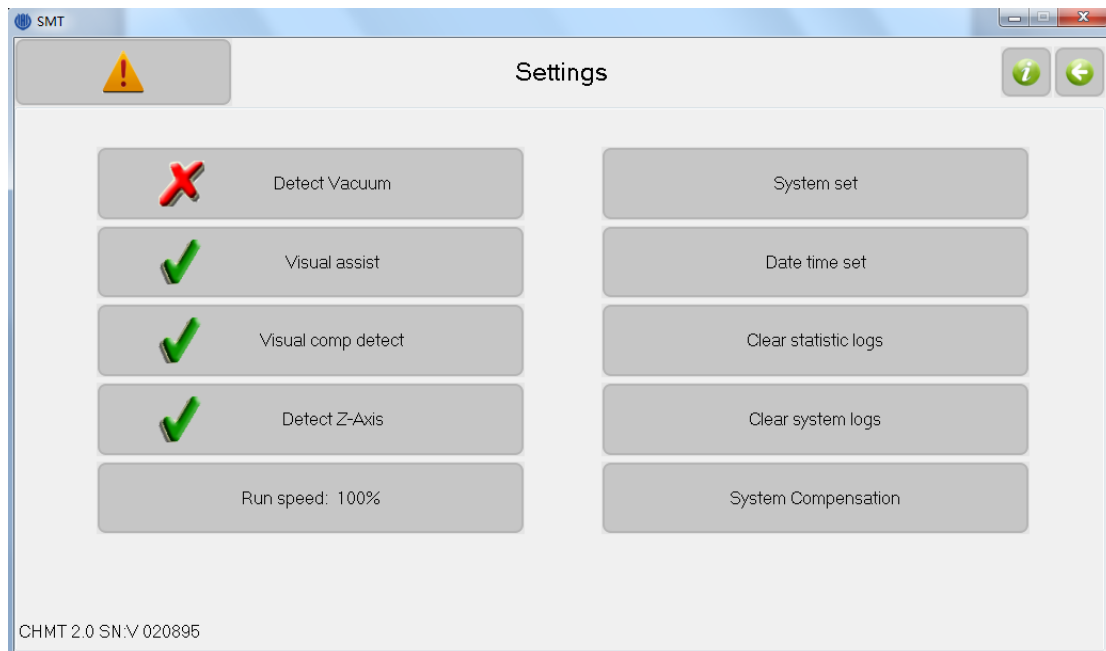 SMT
Settings
Detect Vacuum
System set
Visual assist
Date time set
Visual comp detect
Clear statistic logs
Detect Z-Axis
Clear system logs
Run speed: 100%
System Compensation
CHMT 2.0 SN:V 020895